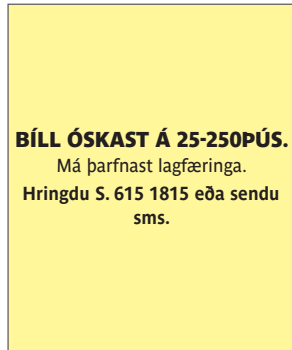 BÍLL ÓSKAST Á 25-250ÞÚS.
Má þarfnast lagfæringa.
Hringdu S. 615 1815 eða sendu
sms.